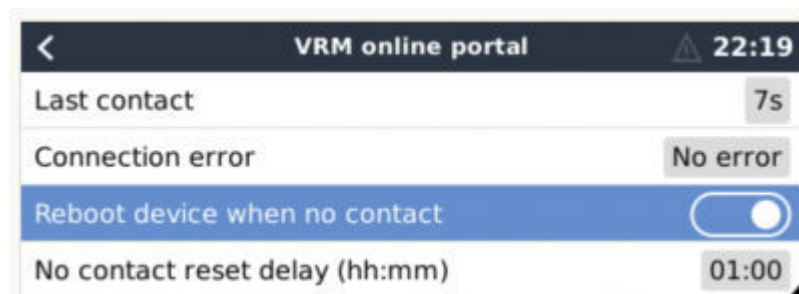 VRM online portal 22:19
Last contact 7s
Connection error No error
Reboot device when no contact
No contact reset delay (hh:mm) 01:00